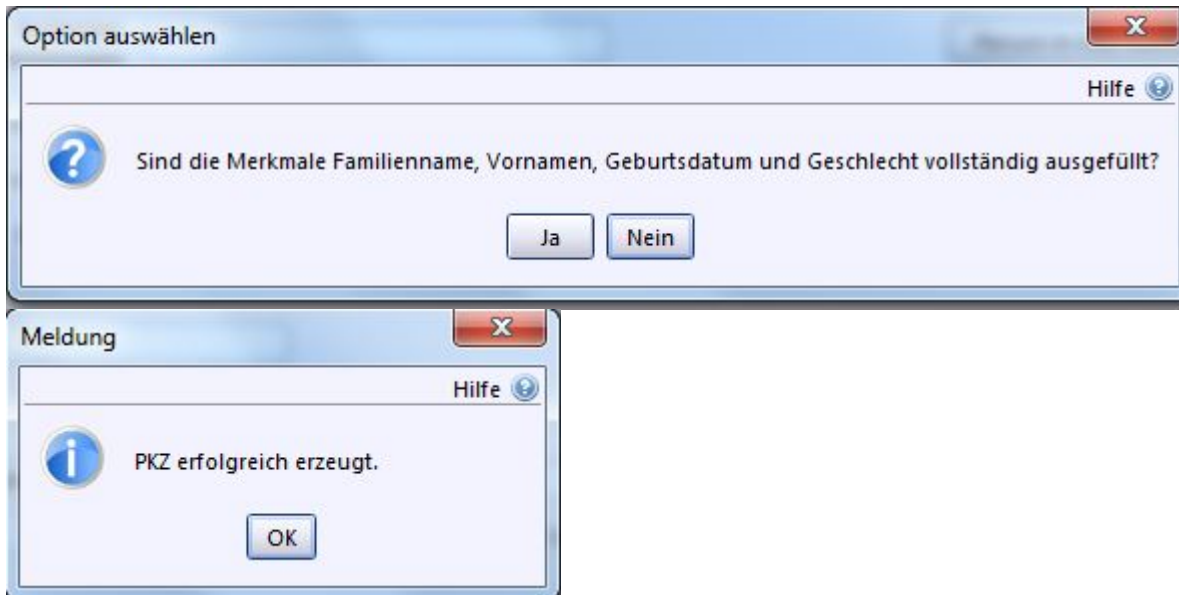 Option auswählen
Hilfe
Sind die Merkmale Familienname, Vornamen, Geburtsdatum und Geschlecht vollständig ausgefüllt?
Ja Nein
Meldung
Hilfe
PKZ erfolgreich erzeugt.
OK